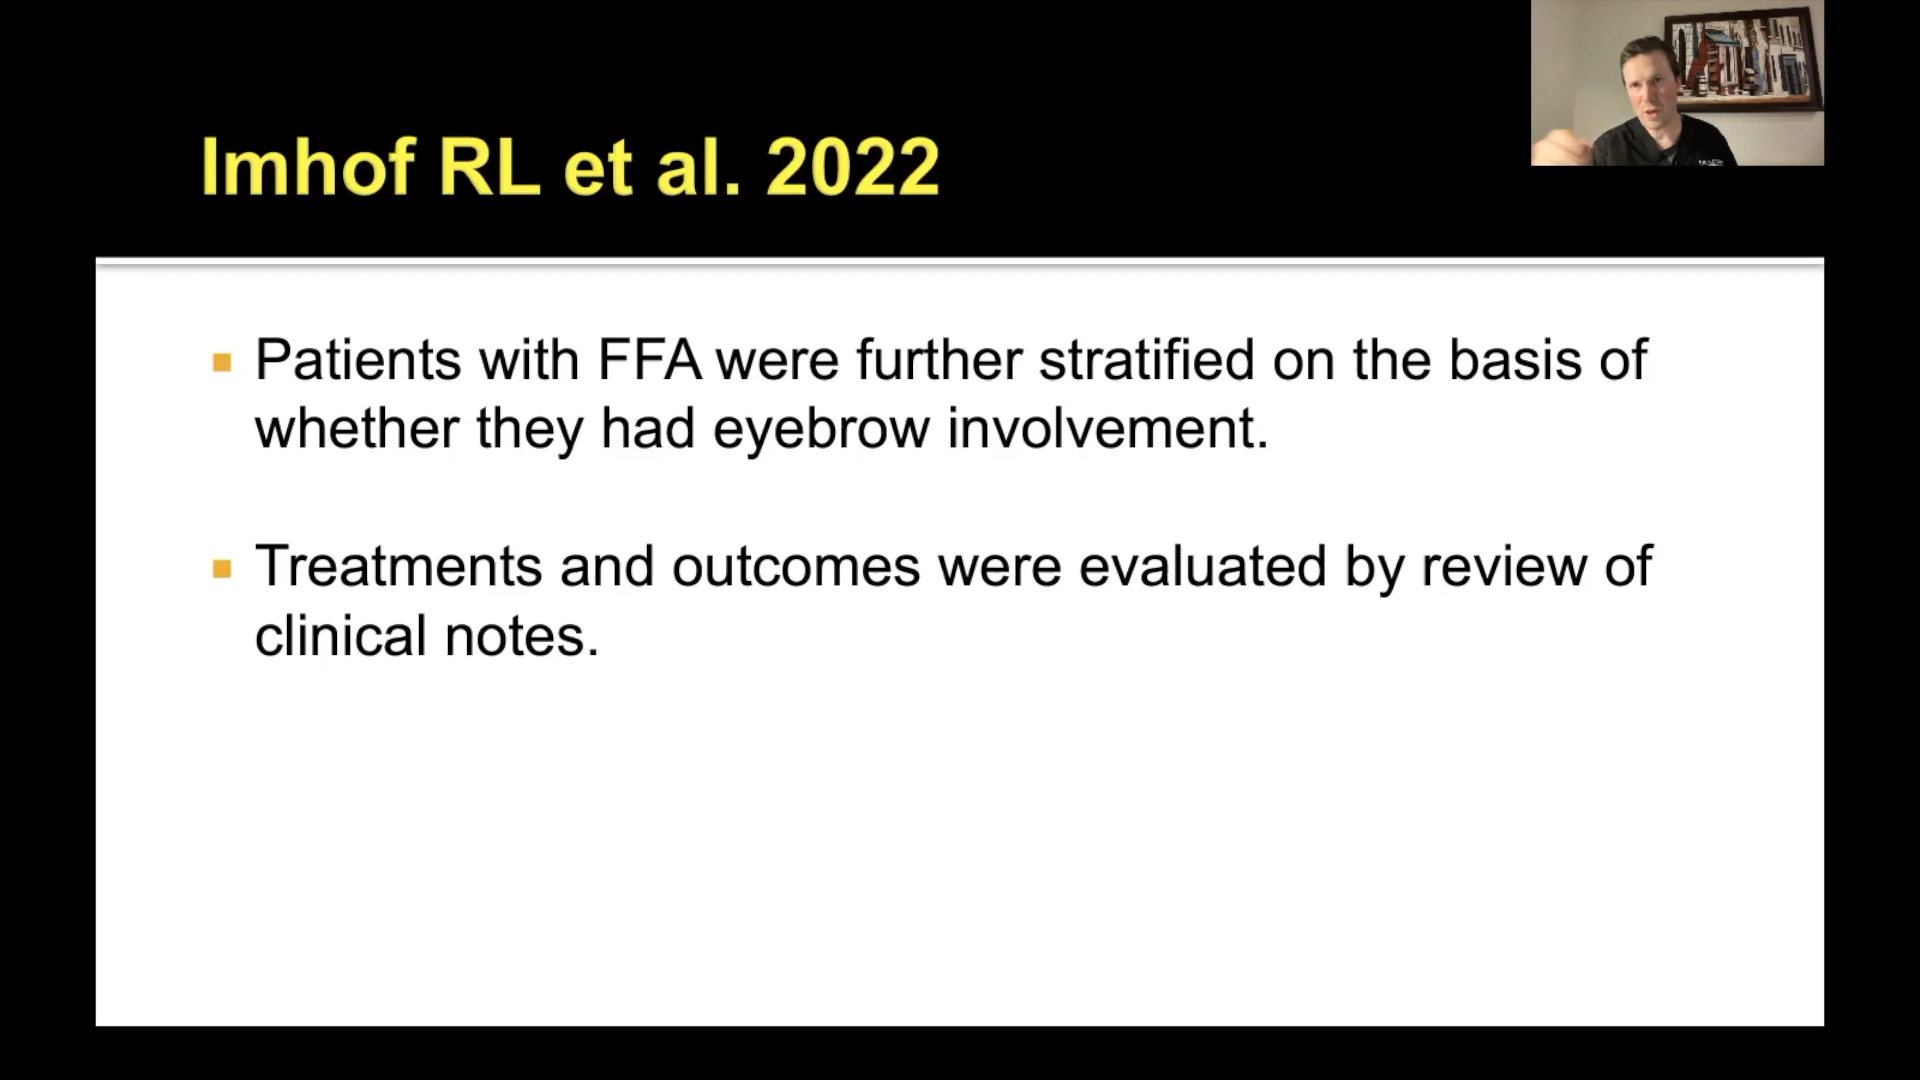 Imhof RL et al. 2022
Patients with FFA were further stratified on the basis of
whether they had eyebrow involvement.
Treatments and outcomes were evaluated by review of
clinical notes.